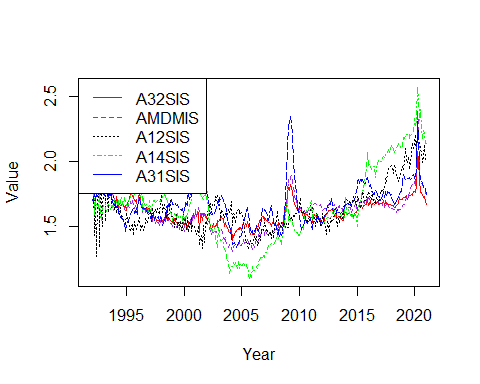 2.5
2.0
1.5
Value
A32SIS
AMDMIS
A12SIS
A14SIS
A31SIS
1995 2000 2005 2010 2015 2020
Year